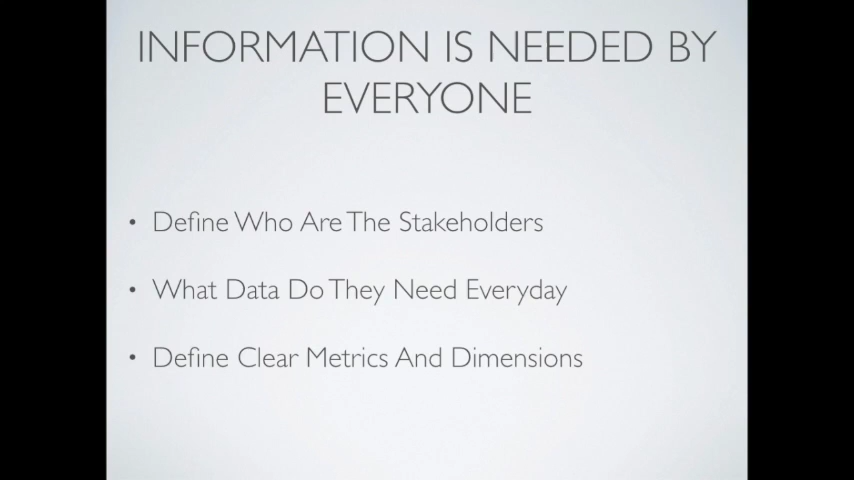 INFORMATION IS NEEDED BY
EVERYONE
• Define Who Are The Stakeholders
• What Data Do They Need Everyday
• Define Clear Metrics And Dimensions